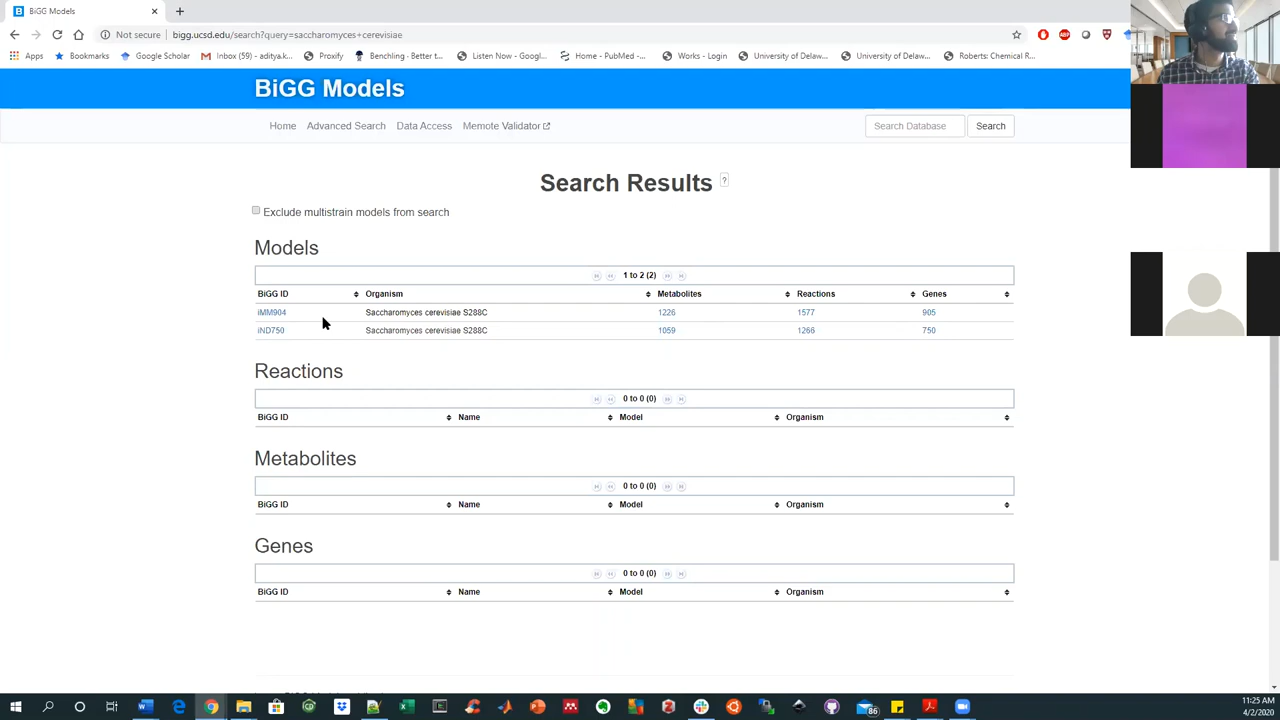 BiGG Models
Not secure | bigg.ucsd.edu/search?query=saccharomyces+cerevisiae
Apps Bookmarks Google Scholar Inbox (59) - aditya.k... Proxify Benchling - Better t... Listen Now - Googl... Home - PubMed -... Works - Login University of Delaw... University of Delaw... Roberts: Chemical R...
BiGG Models
Home Advanced Search Data Access Memote Validator Search Database Search
Search Results ?
Exclude multistrain models from search
Models
1 to 2 (2)
BiGG ID Organism Metabolites Reactions Genes
iMM904 Saccharomyces cerevisiae S288C 1226 1577 905
iND750 Saccharomyces cerevisiae S288C 1059 1266 750
Reactions
0 to 0 (0)
BiGG ID Name Model Organism
Metabolites
0 to 0 (0)
BiGG ID Name Model Organism
Genes
0 to 0 (0)
BiGG ID Name Model Organism
86
11:25 AM
4/2/2020